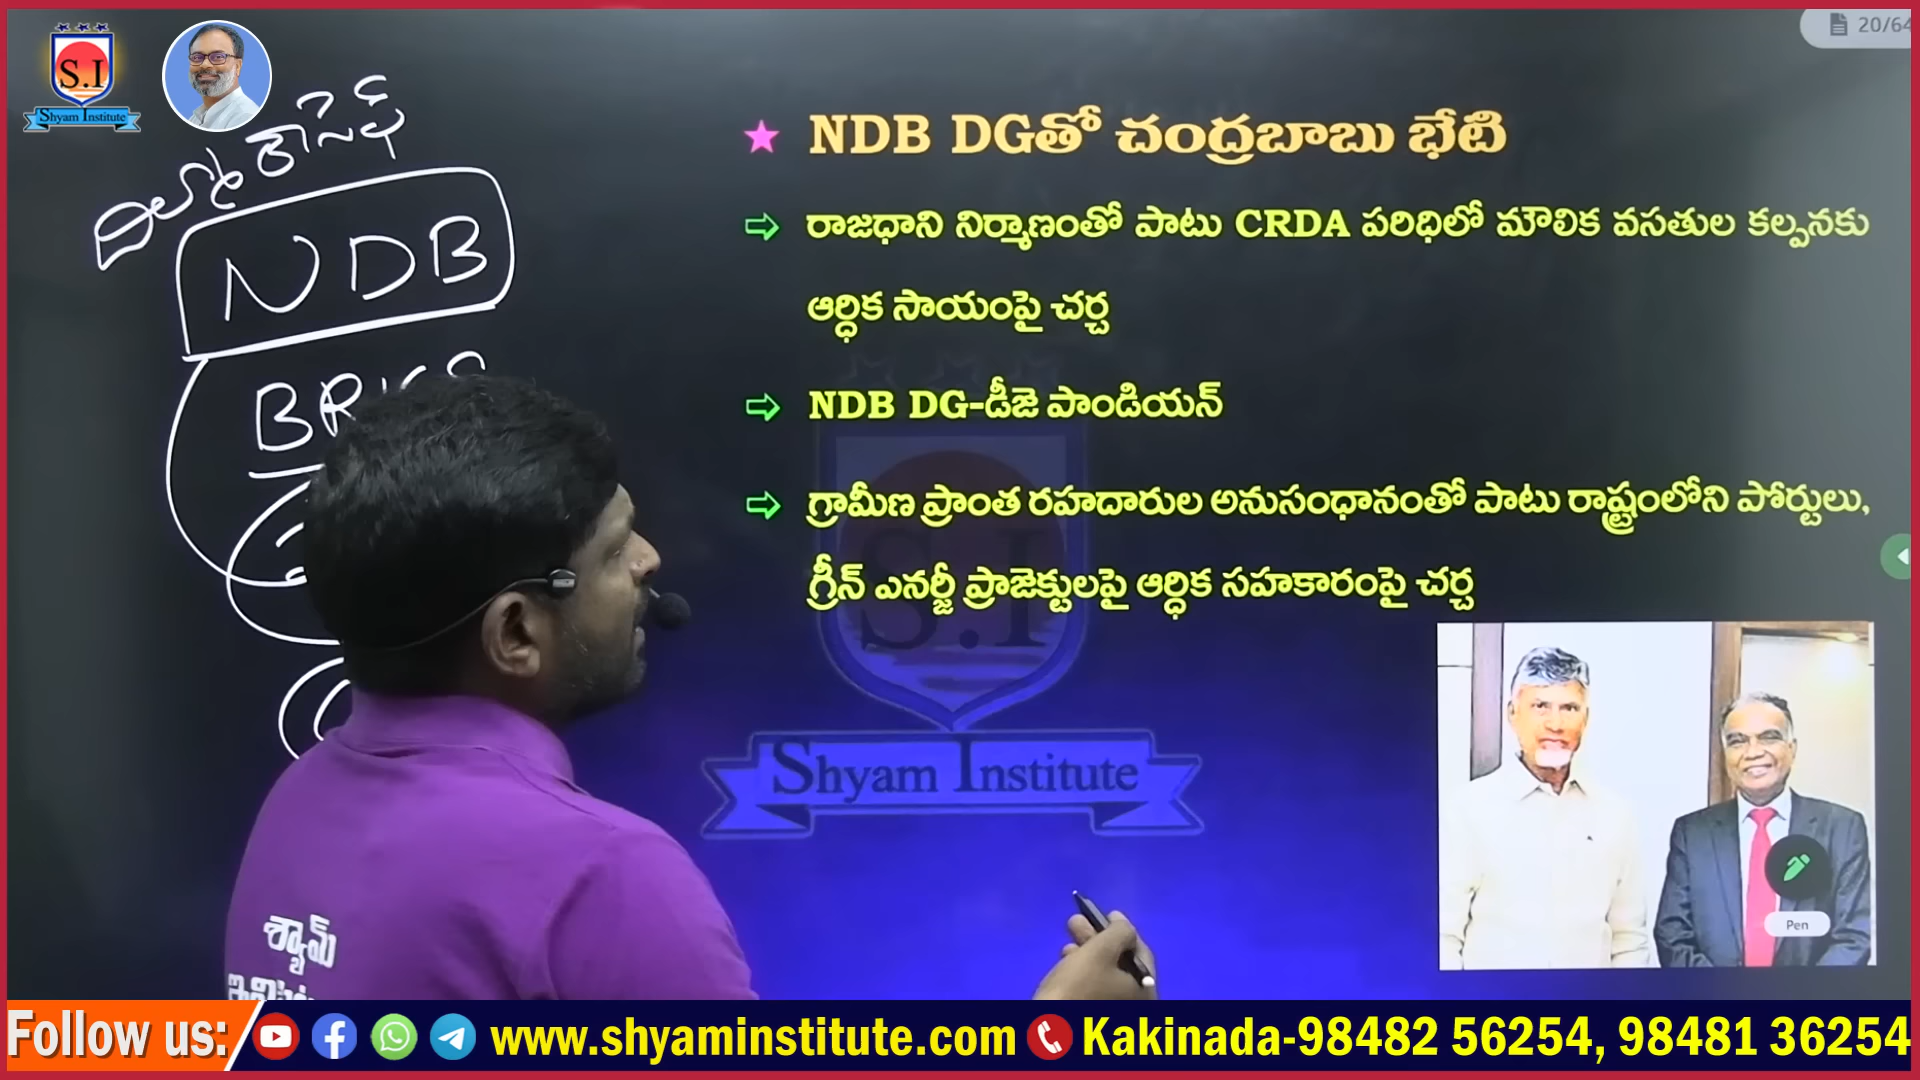 S.I
Shyam Institute
20/64
NDB
★ NDB DGతో చంద్రబాబు భేటి
⇨ రాజధాని నిర్మాణంతో పాటు CRDA పరిధిలో మౌలిక వసతుల కల్పనకు
ఆర్ధిక సాయంపై చర్చ
⇨ NDB DG-డీజె పాండియన్
⇨ గ్రామీణ ప్రాంత రహదారుల అనుసంధానంతో పాటు రాష్ట్రంలోని పోర్టులు,
గ్రీన్ ఎనర్జీ ప్రాజెక్టులపై ఆర్ధిక సహకారంపై చర్చ
S.I
Shyam Institute
Pen
శ్యామ్
Follow us: www.shyaminstitute.com Kakinada-98482 56254, 98481 36254